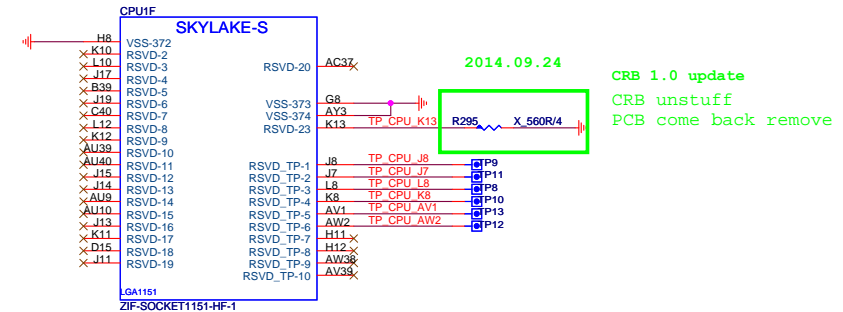 CPU1F
SKYLAKE-S
H8 VSS-372
K10 RSVD-2
L10 RSVD-3
J17 RSVD-4
B39 RSVD-5
J19 RSVD-6
C40 RSVD-7
L12 RSVD-8
K12 RSVD-9
AU39 RSVD-10
AU40 RSVD-11
J15 RSVD-12
J14 RSVD-13
AU9 RSVD-14
AU10 RSVD-15
J13 RSVD-16
K11 RSVD-17
D15 RSVD-18
J11 RSVD-19
RSVD-20 AC37
VSS-373 G8
VSS-374 AY3
RSVD-23 K13 TP_CPU_K13 R295 X_560R/4
RSVD_TP-1 J8 TP_CPU_J8 TP9
RSVD_TP-2 J7 TP_CPU_J7 TP11
RSVD_TP-3 L8 TP_CPU_L8 TP8
RSVD_TP-4 K8 TP_CPU_K8 TP10
RSVD_TP-5 AV1 TP_CPU_AV1 TP13
RSVD_TP-6 AW2 TP_CPU_AW2 TP12
RSVD_TP-7 H11
RSVD_TP-8 H12
RSVD_TP-9 AW38
RSVD_TP-10 AV39
LGA1151
ZIF-SOCKET1151-HF-1
2014.09.24
CRB 1.0 update
CRB unstuff
PCB come back remove